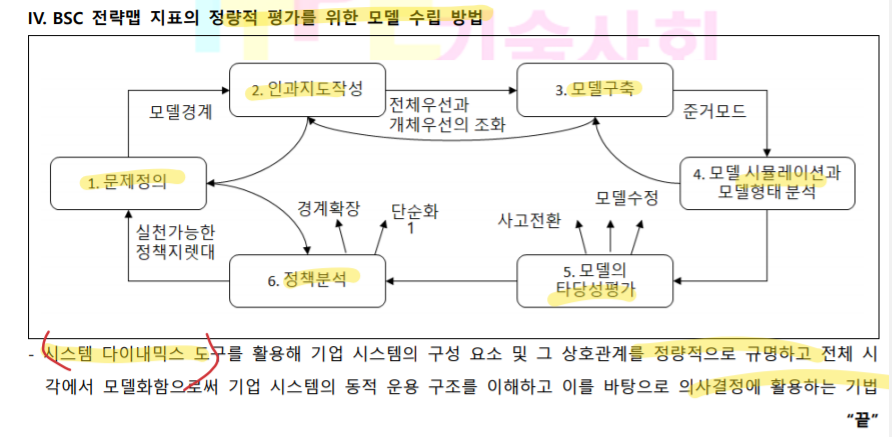 IV. BSC 전략맵 지표의 정량적 평가를 위한 모델 수립 방법
기술사회
2. 인과지도작성
3. 모델구축
모델경계
전체우선과
개체우선의 조화
준거모드
1. 문제정의
4. 모델 시뮬레이션과
모델형태 분석
경계확장
단순화
1
사고전환
모델수정
실천가능한
정책지렛대
6. 정책분석
5. 모델의
타당성평가
- 시스템 다이내믹스 도구를 활용해 기업 시스템의 구성 요소 및 그 상호관계를 정량적으로 규명하고 전체 시
각에서 모델화함으로써 기업 시스템의 동적 운용 구조를 이해하고 이를 바탕으로 의사결정에 활용하는 기법
“끝”